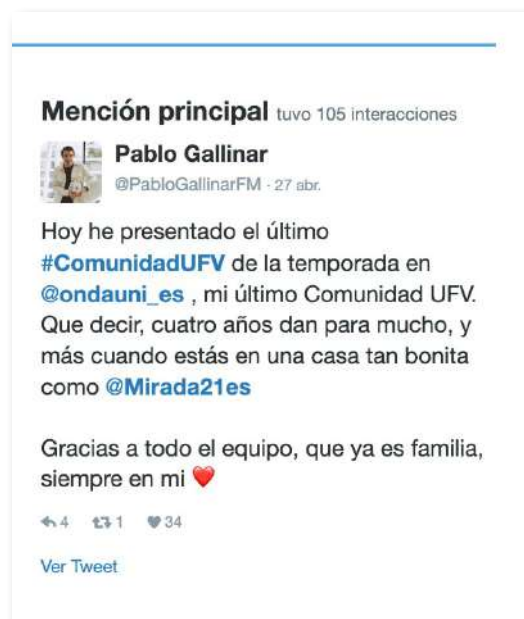 Mención principal tuvo 105 interacciones
Pablo Gallinar
@PabloGallinarFM · 27 abr.
Hoy he presentado el último
#ComunidadUFV de la temporada en
@ondauni_es , mi último Comunidad UFV.
Que decir, cuatro años dan para mucho, y
más cuando estás en una casa tan bonita
como @Mirada21es
Gracias a todo el equipo, que ya es familia,
siempre en mi ❤️
4 1 34
Ver Tweet